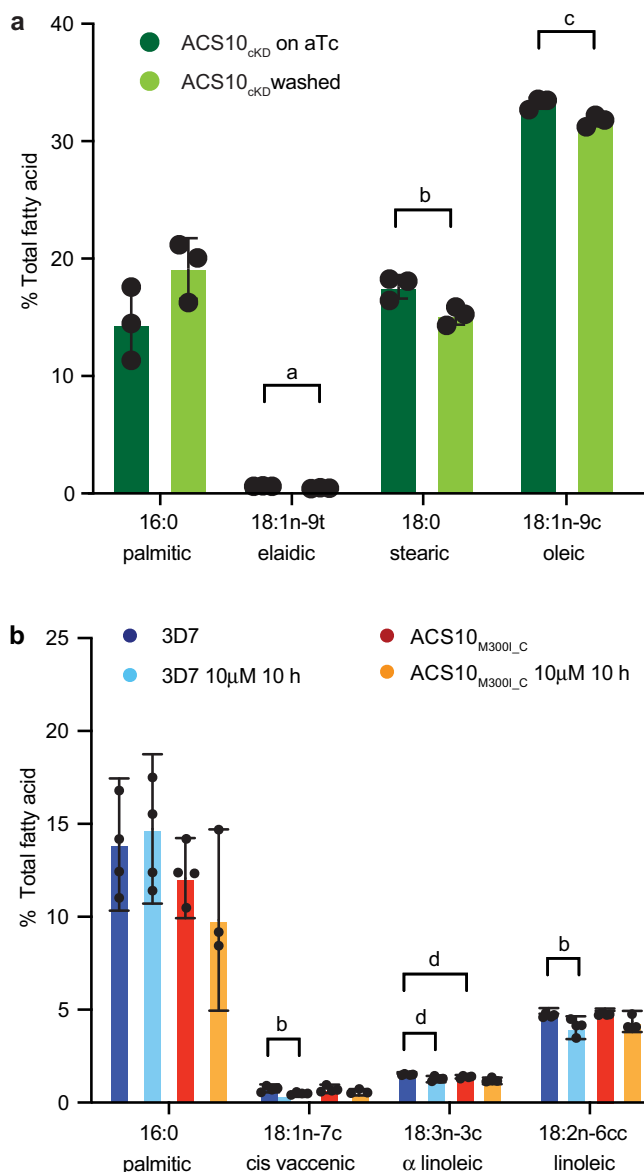 a
% Total fatty acid
40
30
20
10
0
ACS10cKD on aTc
ACS10cKD washed
a
b
c
16:0 18:1n-9t 18:0 18:1n-9c
palmitic elaidic stearic oleic
b
% Total fatty acid
25
20
15
10
5
0
3D7 ACS10M300I_C
3D7 10μM 10 h ACS10M300I_C 10μM 10 h
b
d
d
b
16:0 18:1n-7c 18:3n-3c 18:2n-6cc
palmitic cis vaccenic α linoleic linoleic